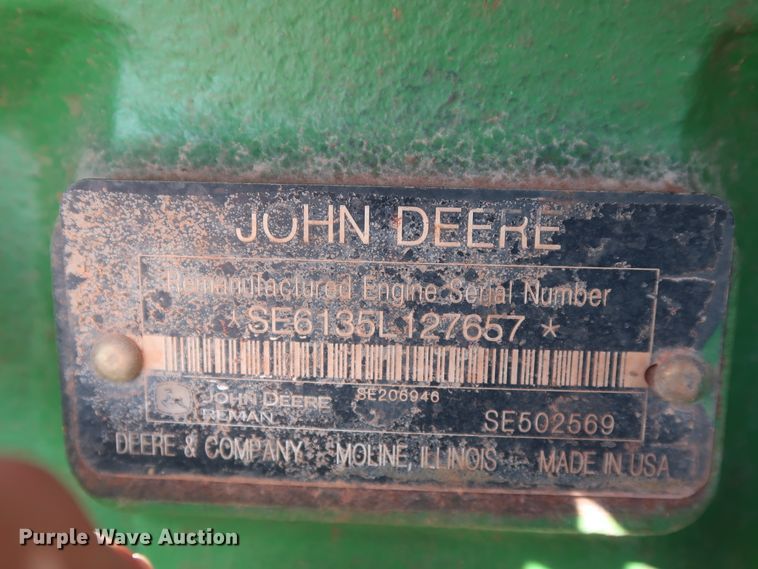 JOHN DEERE
Remanufactured Engine Serial Number
*SE6135L127657*
SE206946
JOHN DEERE
REMAN
SE502569
DEERE & COMPANY MOLINE, ILLINOIS MADE IN USA
Purple Wave Auction